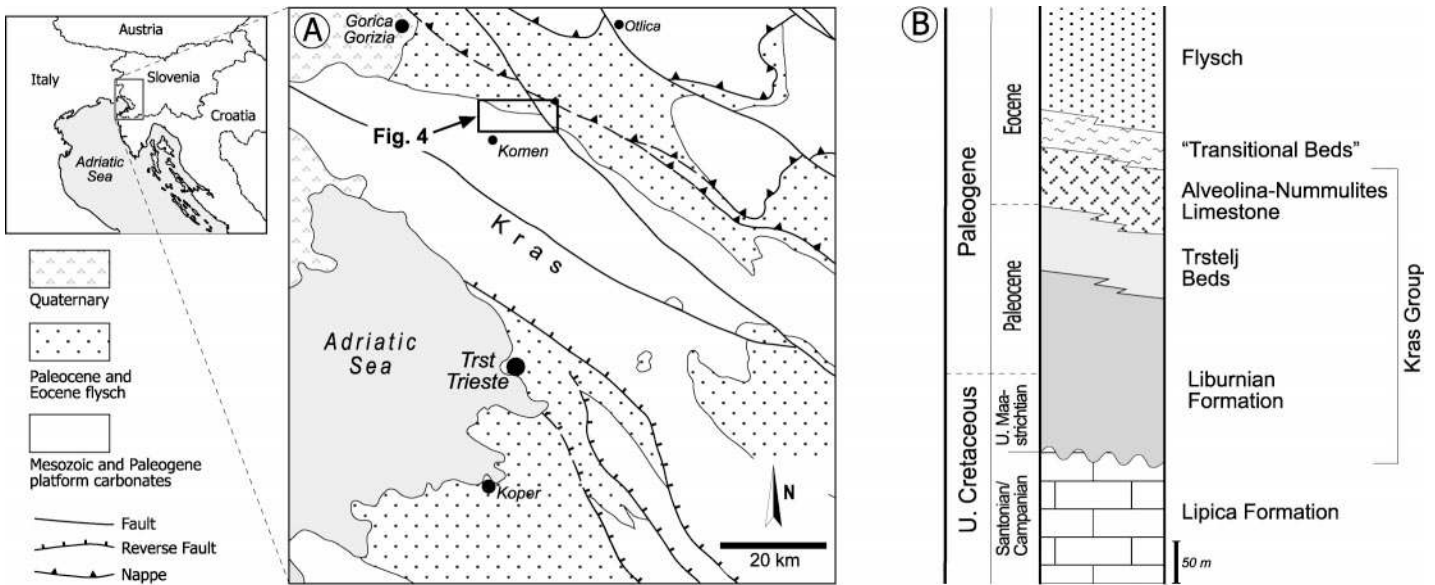 Austria
Italy
Slovenia
Croatia
Adriatic
Sea
Quaternary
Paleocene and
Eocene flysch
Mesozoic and Paleogene
platform carbonates
Fault
Reverse Fault
Nappe
A
Gorica
Gorizia
Otlica
Fig. 4
Komen
Kras
Adriatic
Sea
Trst
Trieste
Koper
N
20 km
B
Paleogene
U. Cretaceous
Eocene
Paleocene
U. Maa-
strichtian
Santonian/
Campanian
Flysch
“Transitional Beds”
Alveolina-Nummulites
Limestone
Trstelj
Beds
Liburnian
Formation
Lipica Formation
Kras Group
50 m